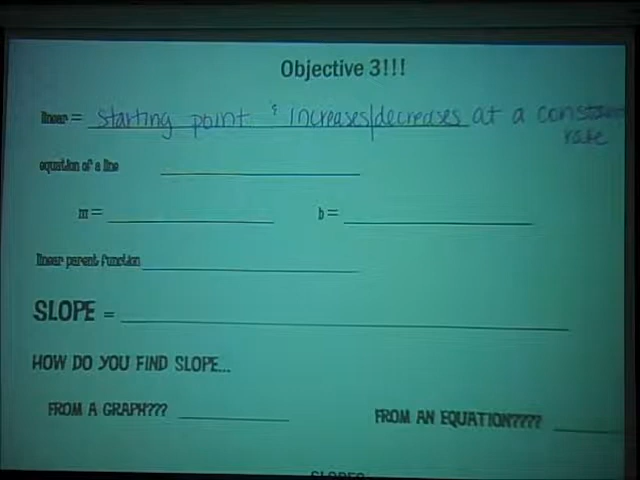 Objective 3!!!
linear = starting point & increases/decreases at a constant
rate
equation of a line
m = b =
linear parent function
SLOPE =
HOW DO YOU FIND SLOPE...
FROM A GRAPH??? FROM AN EQUATION????